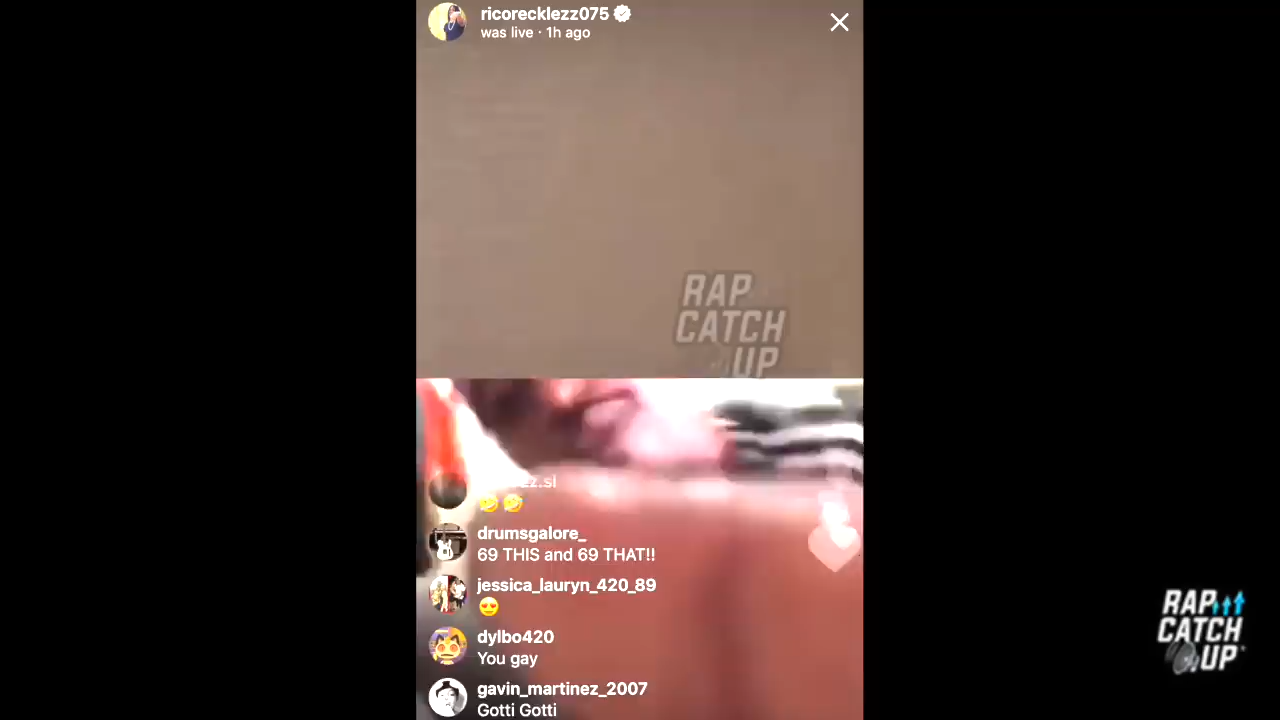 ricorecklezz075
was live · 1h ago
RAP
CATCH
UP
🤣 🤣
drumsgalore_
69 THIS and 69 THAT!!
jessica_lauryn_420_89
😍
dylbo420
You gay
gavin_martinez_2007
Gotti Gotti
RAP
CATCH
UP